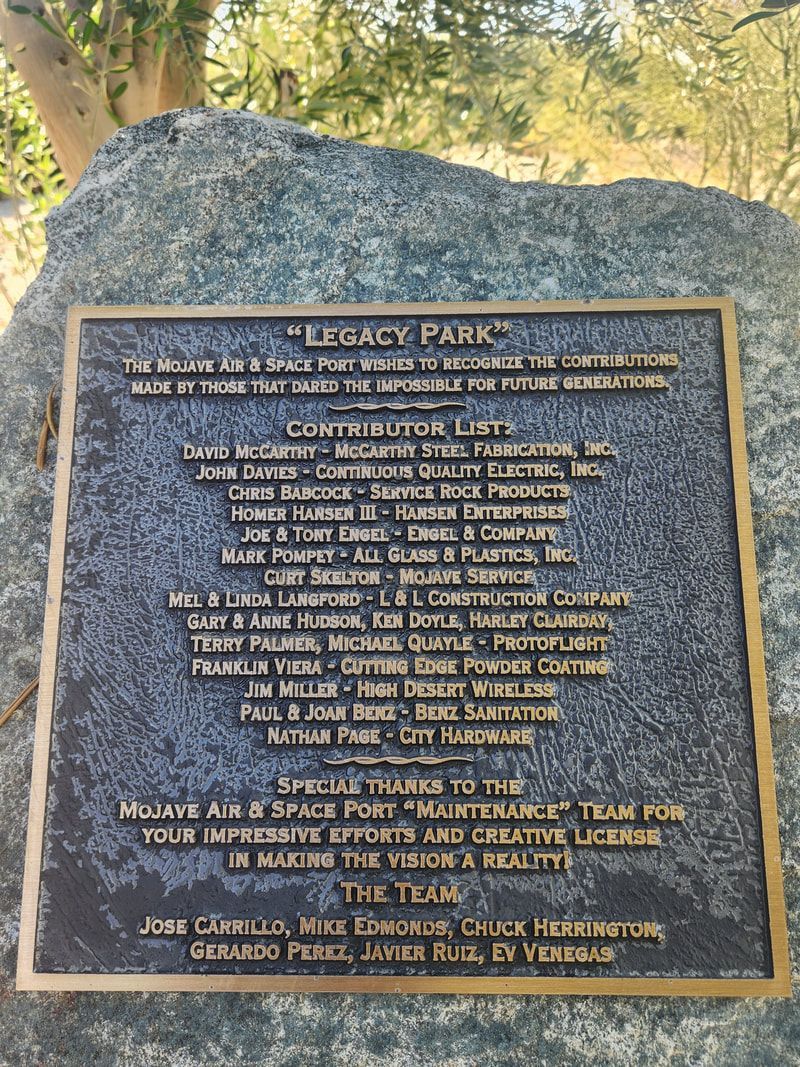 "LEGACY PARK"
THE MOJAVE AIR & SPACE PORT WISHES TO RECOGNIZE THE CONTRIBUTIONS
MADE BY THOSE THAT DARED THE IMPOSSIBLE FOR FUTURE GENERATIONS.
CONTRIBUTOR LIST:
DAVID MCCARTHY - MCCARTHY STEEL FABRICATION, INC.
JOHN DAVIES - CONTINUOUS QUALITY ELECTRIC, INC.
CHRIS BABCOCK - SERVICE ROCK PRODUCTS
HOMER HANSEN III - HANSEN ENTERPRISES
JOE & TONY ENGEL - ENGEL & COMPANY
MARK POMPEY - ALL GLASS & PLASTICS, INC.
CURT SKELTON - MOJAVE SERVICE
MEL & LINDA LANGFORD - L & L CONSTRUCTION COMPANY
GARY & ANNE HUDSON, KEN DOYLE, HARLEY CLAIRDAY,
TERRY PALMER, MICHAEL QUAYLE - PROTOFLIGHT
FRANKLIN VIERA - CUTTING EDGE POWDER COATING
JIM MILLER - HIGH DESERT WIRELESS
PAUL & JOAN BENZ - BENZ SANITATION
NATHAN PAGE - CITY HARDWARE
SPECIAL THANKS TO THE
MOJAVE AIR & SPACE PORT "MAINTENANCE" TEAM FOR
YOUR IMPRESSIVE EFFORTS AND CREATIVE LICENSE
IN MAKING THE VISION A REALITY!
THE TEAM
JOSE CARRILLO, MIKE EDMONDS, CHUCK HERRINGTON,
GERARDO PEREZ, JAVIER RUIZ, EV VENEGAS